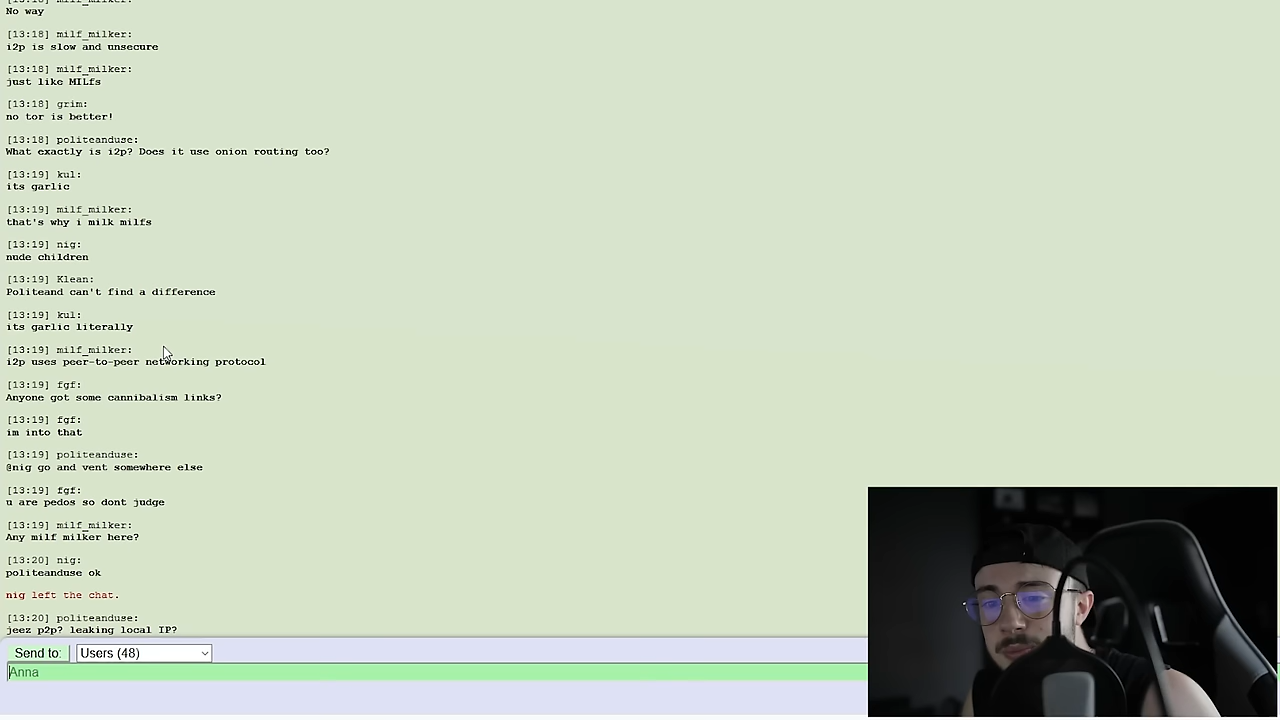 No way
[13:18] milf_milker:
i2p is slow and unsecure
[13:18] milf_milker:
just like MILfs
[13:18] grim:
no tor is better!
[13:18] politeanduse:
What exactly is i2p? Does it use onion routing too?
[13:19] kul:
its garlic
[13:19] milf_milker:
that's why i milk milfs
[13:19] nig:
nude children
[13:19] Klean:
Politeand can't find a difference
[13:19] kul:
its garlic literally
[13:19] milf_milker:
i2p uses peer-to-peer networking protocol
[13:19] fgf:
Anyone got some cannibalism links?
[13:19] fgf:
im into that
[13:19] politeanduse:
@nig go and vent somewhere else
[13:19] fgf:
u are pedos so dont judge
[13:19] milf_milker:
Any milf milker here?
[13:20] nig:
politeanduse ok
nig left the chat.
[13:20] politeanduse:
jeez p2p? leaking local IP?
Send to: Users (48)
Anna